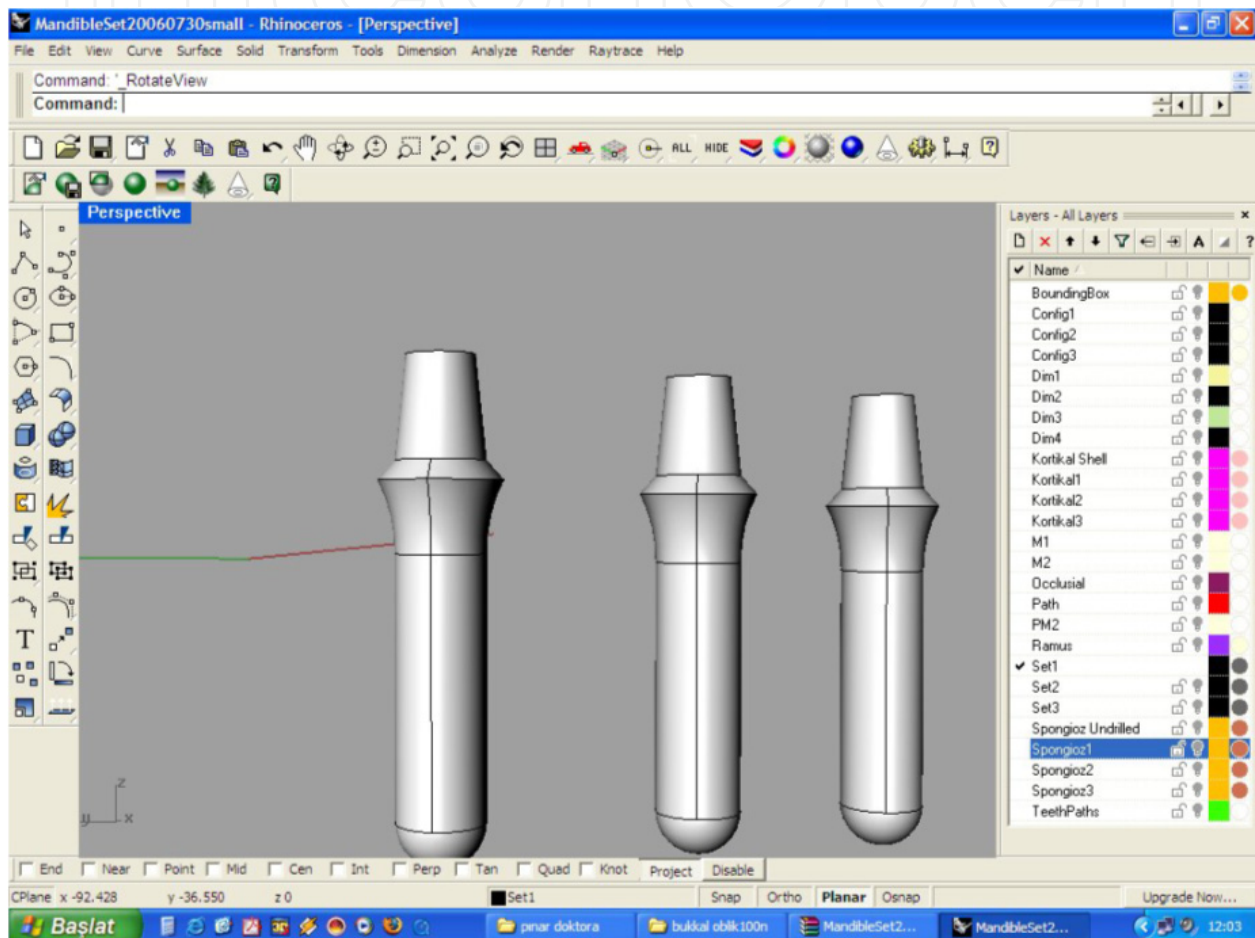 MandibleSet20060730small - Rhinoceros - [Perspective]
File Edit View Curve Surface Solid Transform Tools Dimension Analyze Render Raytrace Help
Command: '_RotateView
Command:
ALL HIDE
Perspective
Layers - All Layers
Name
BoundingBox
Config1
Config2
Config3
Dim1
Dim2
Dim3
Dim4
Kortikal Shell
Kortikal1
Kortikal2
Kortikal3
M1
M2
Occlusial
Path
PM2
Ramus
Set1
Set2
Set3
Spongioz Undrilled
Spongioz1
Spongioz2
Spongioz3
TeethPaths
z
y x
End Near Point Mid Cen Int Perp Tan Quad Knot Project Disable
CPlane x -92.428 y -36.550 z 0 Set1 Snap Ortho Planar Osnap Upgrade Now...
Başlat pınar doktora bukkal oblik100n MandibleSet2... MandibleSet2... 12:03